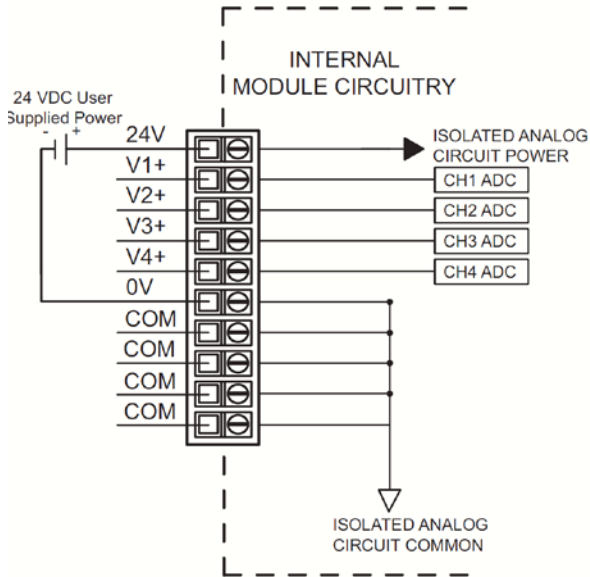 INTERNAL
MODULE CIRCUITRY
24 VDC User
Supplied Power
- +
24V
ISOLATED ANALOG
CIRCUIT POWER
V1+
CH1 ADC
V2+
CH2 ADC
V3+
CH3 ADC
V4+
CH4 ADC
0V
COM
COM
COM
COM
ISOLATED ANALOG
CIRCUIT COMMON